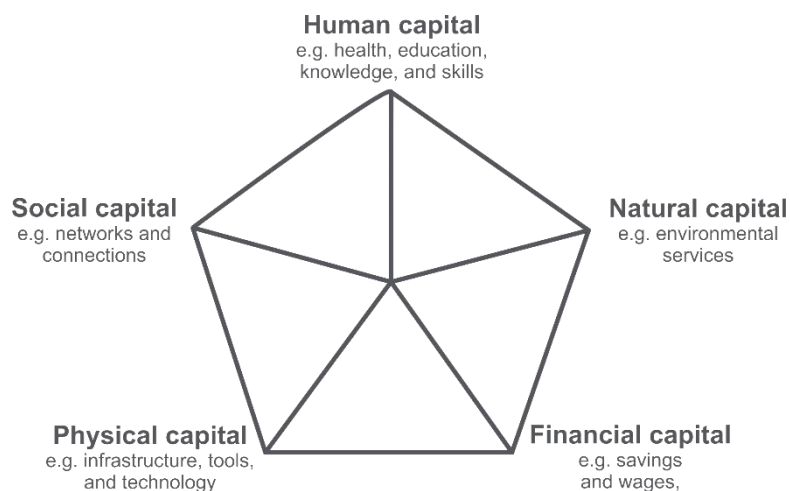 Human capital
e.g. health, education,
knowledge, and skills
Social capital
e.g. networks and
connections
Natural capital
e.g. environmental
services
Physical capital
e.g. infrastructure, tools,
and technology
Financial capital
e.g. savings
and wages,